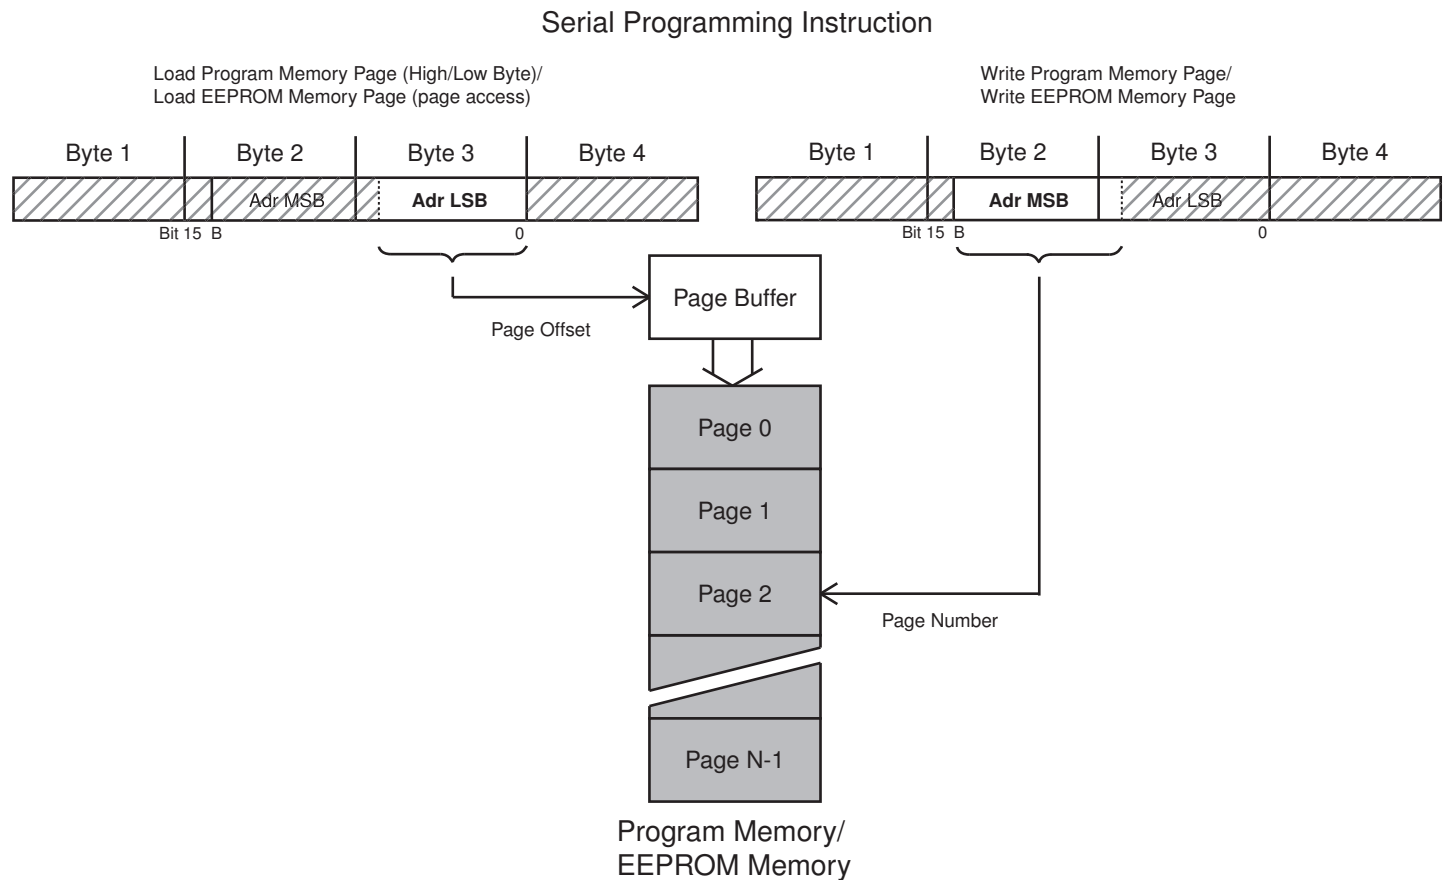 Serial Programming Instruction
Load Program Memory Page (High/Low Byte)/
Load EEPROM Memory Page (page access)
Write Program Memory Page/
Write EEPROM Memory Page
Byte 1
Byte 2
Byte 3
Byte 4
Adr MSB
Adr LSB
Bit 15 B
0
Byte 1
Byte 2
Byte 3
Byte 4
Adr MSB
Adr LSB
Bit 15 B
0
Page Buffer
Page Offset
Page 0
Page 1
Page 2
Page Number
Page N-1
Program Memory/
EEPROM Memory